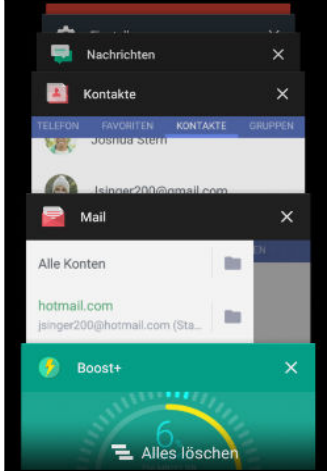 Nachrichten
Kontakte
TELEFON FAVORITEN KONTAKTE GRUPPEN
Joshua Stern
Jsinger200@gmail.com
Mail
Alle Konten
hotmail.com
jsinger200@hotmail.com (Sta...
Boost+
6
Alles löschen